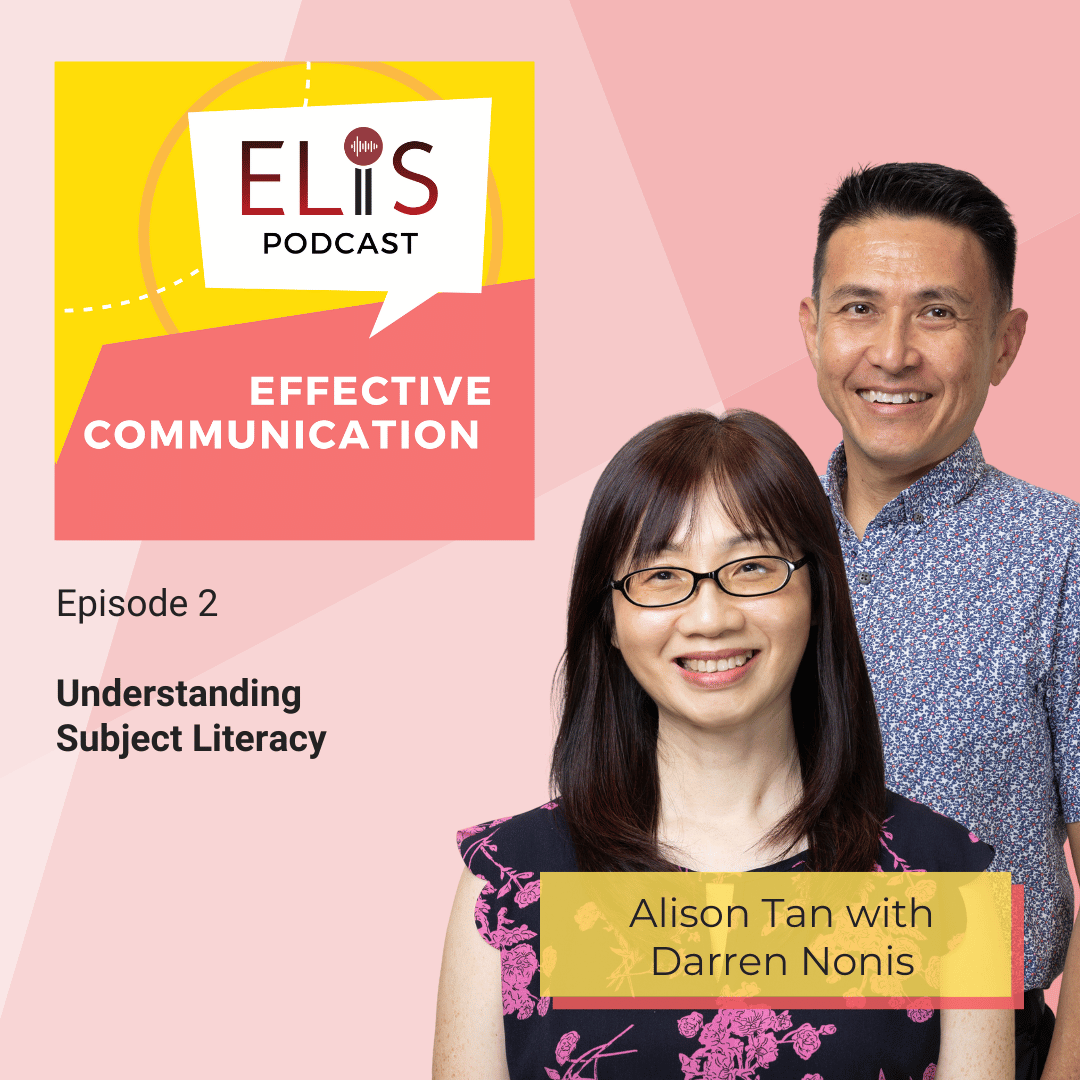 ELiS
PODCAST
EFFECTIVE
COMMUNICATION
Episode 2
Understanding
Subject Literacy
Alison Tan with
Darren Nonis